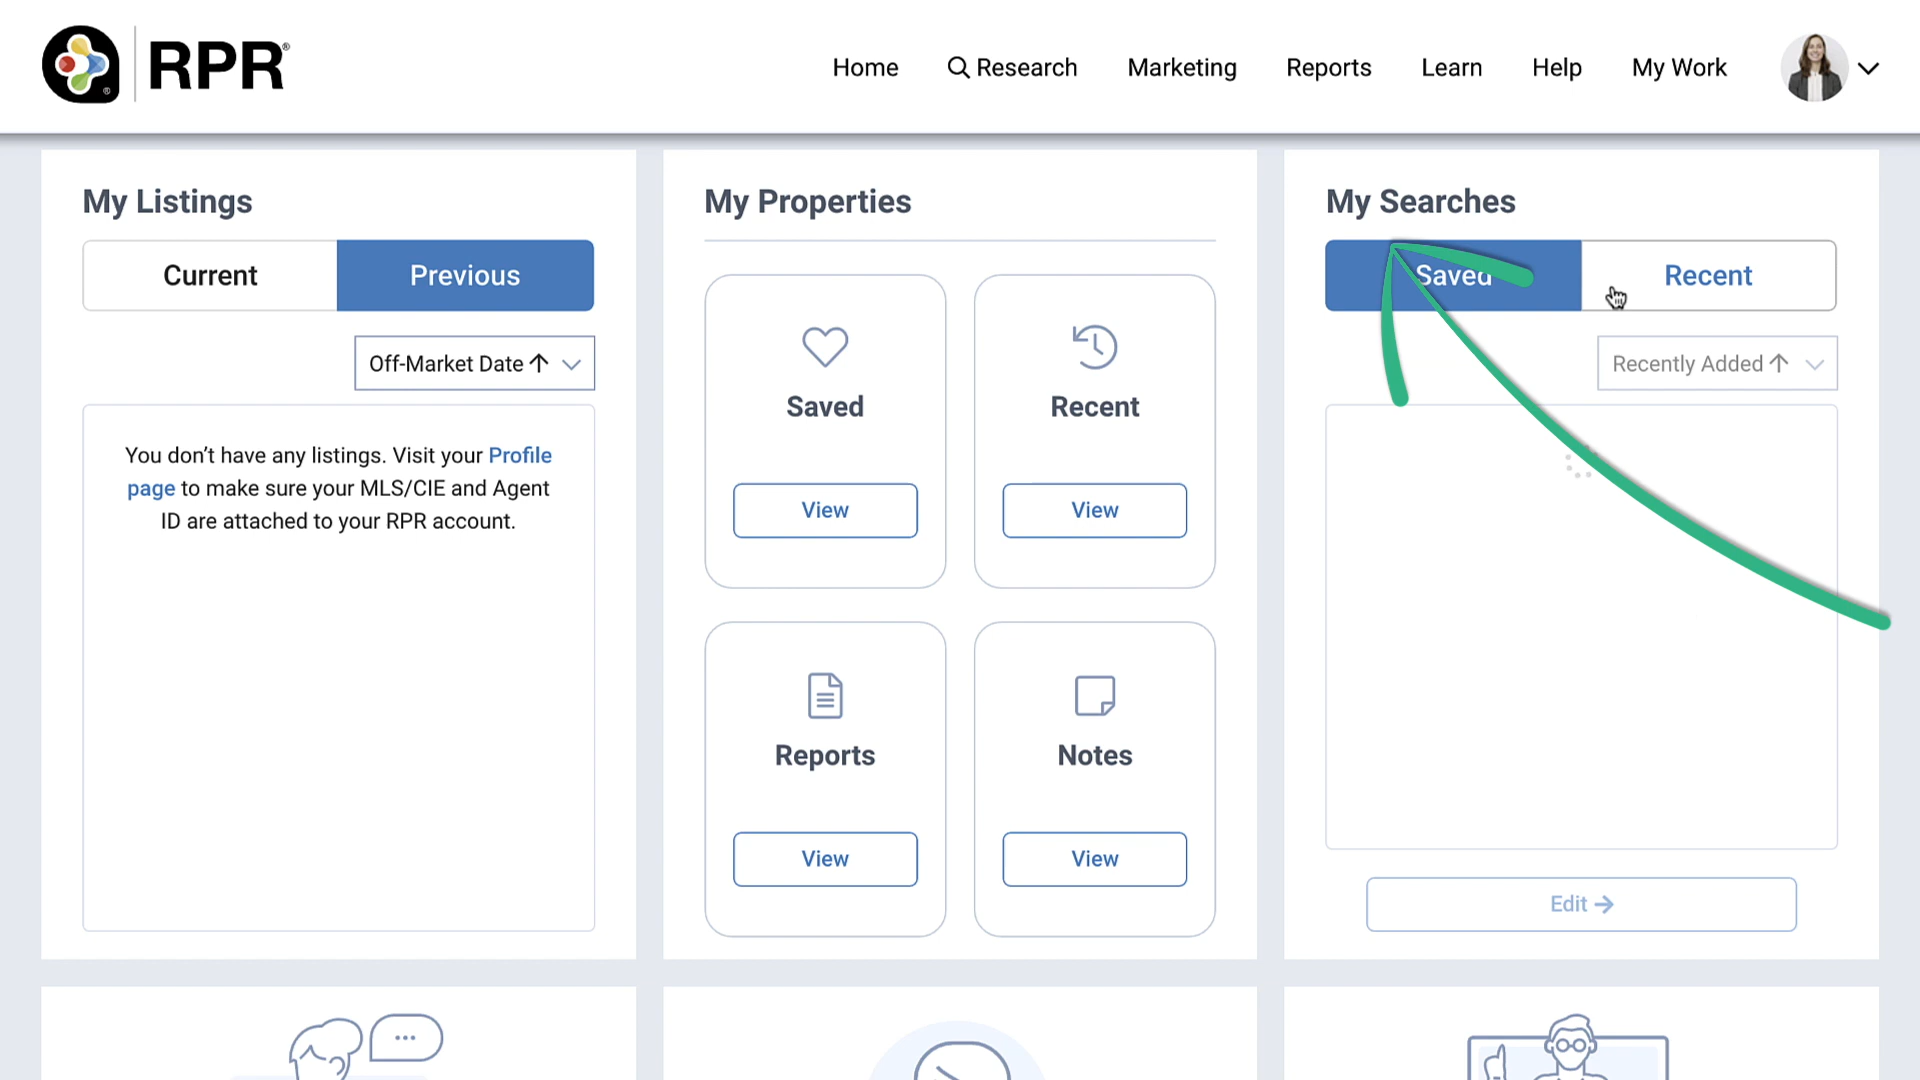 RPR®
Home
Research
Marketing
Reports
Learn
Help
My Work
My Listings
Current
Previous
Off-Market Date
You don’t have any listings. Visit your Profile
page to make sure your MLS/CIE and Agent
ID are attached to your RPR account.
My Properties
Saved
View
Recent
View
Reports
View
Notes
View
My Searches
Saved
Recent
Recently Added
Edit